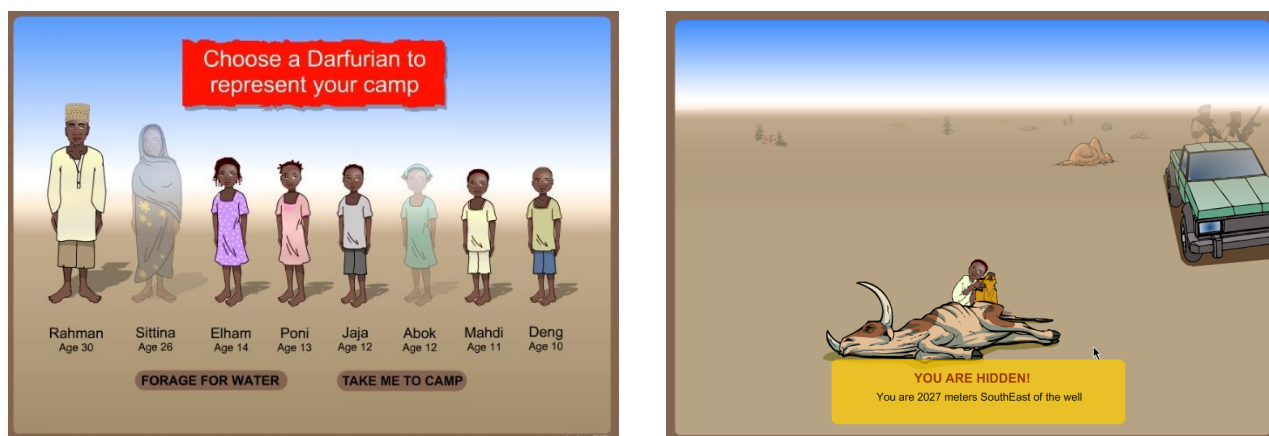 Choose a Darfurian to
represent your camp
Rahman Sittina Elham Poni Jaja Abok Mahdi Deng
Age 30 Age 26 Age 14 Age 13 Age 12 Age 12 Age 11 Age 10
FORAGE FOR WATER TAKE ME TO CAMP
YOU ARE HIDDEN!
You are 2027 meters SouthEast of the well